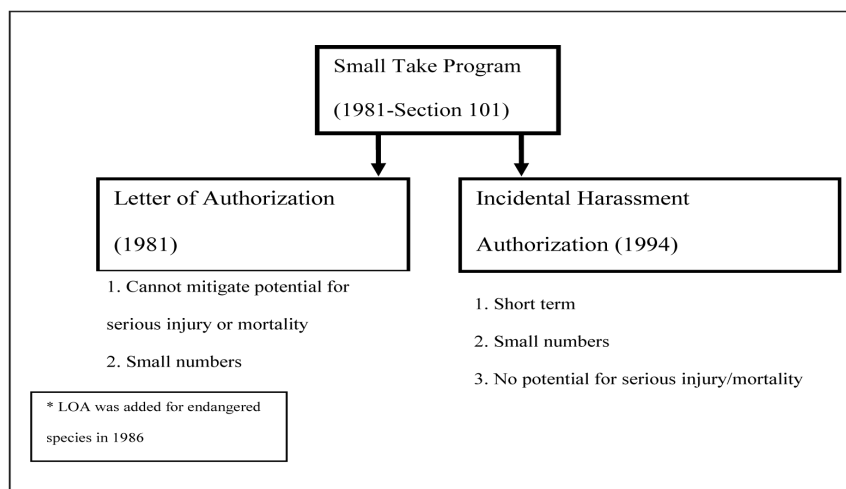 Small Take Program
(1981-Section 101)
Letter of Authorization
(1981)
1. Cannot mitigate potential for
serious injury or mortality
2. Small numbers
* LOA was added for endangered
species in 1986
Incidental Harassment
Authorization (1994)
1. Short term
2. Small numbers
3. No potential for serious injury/mortality